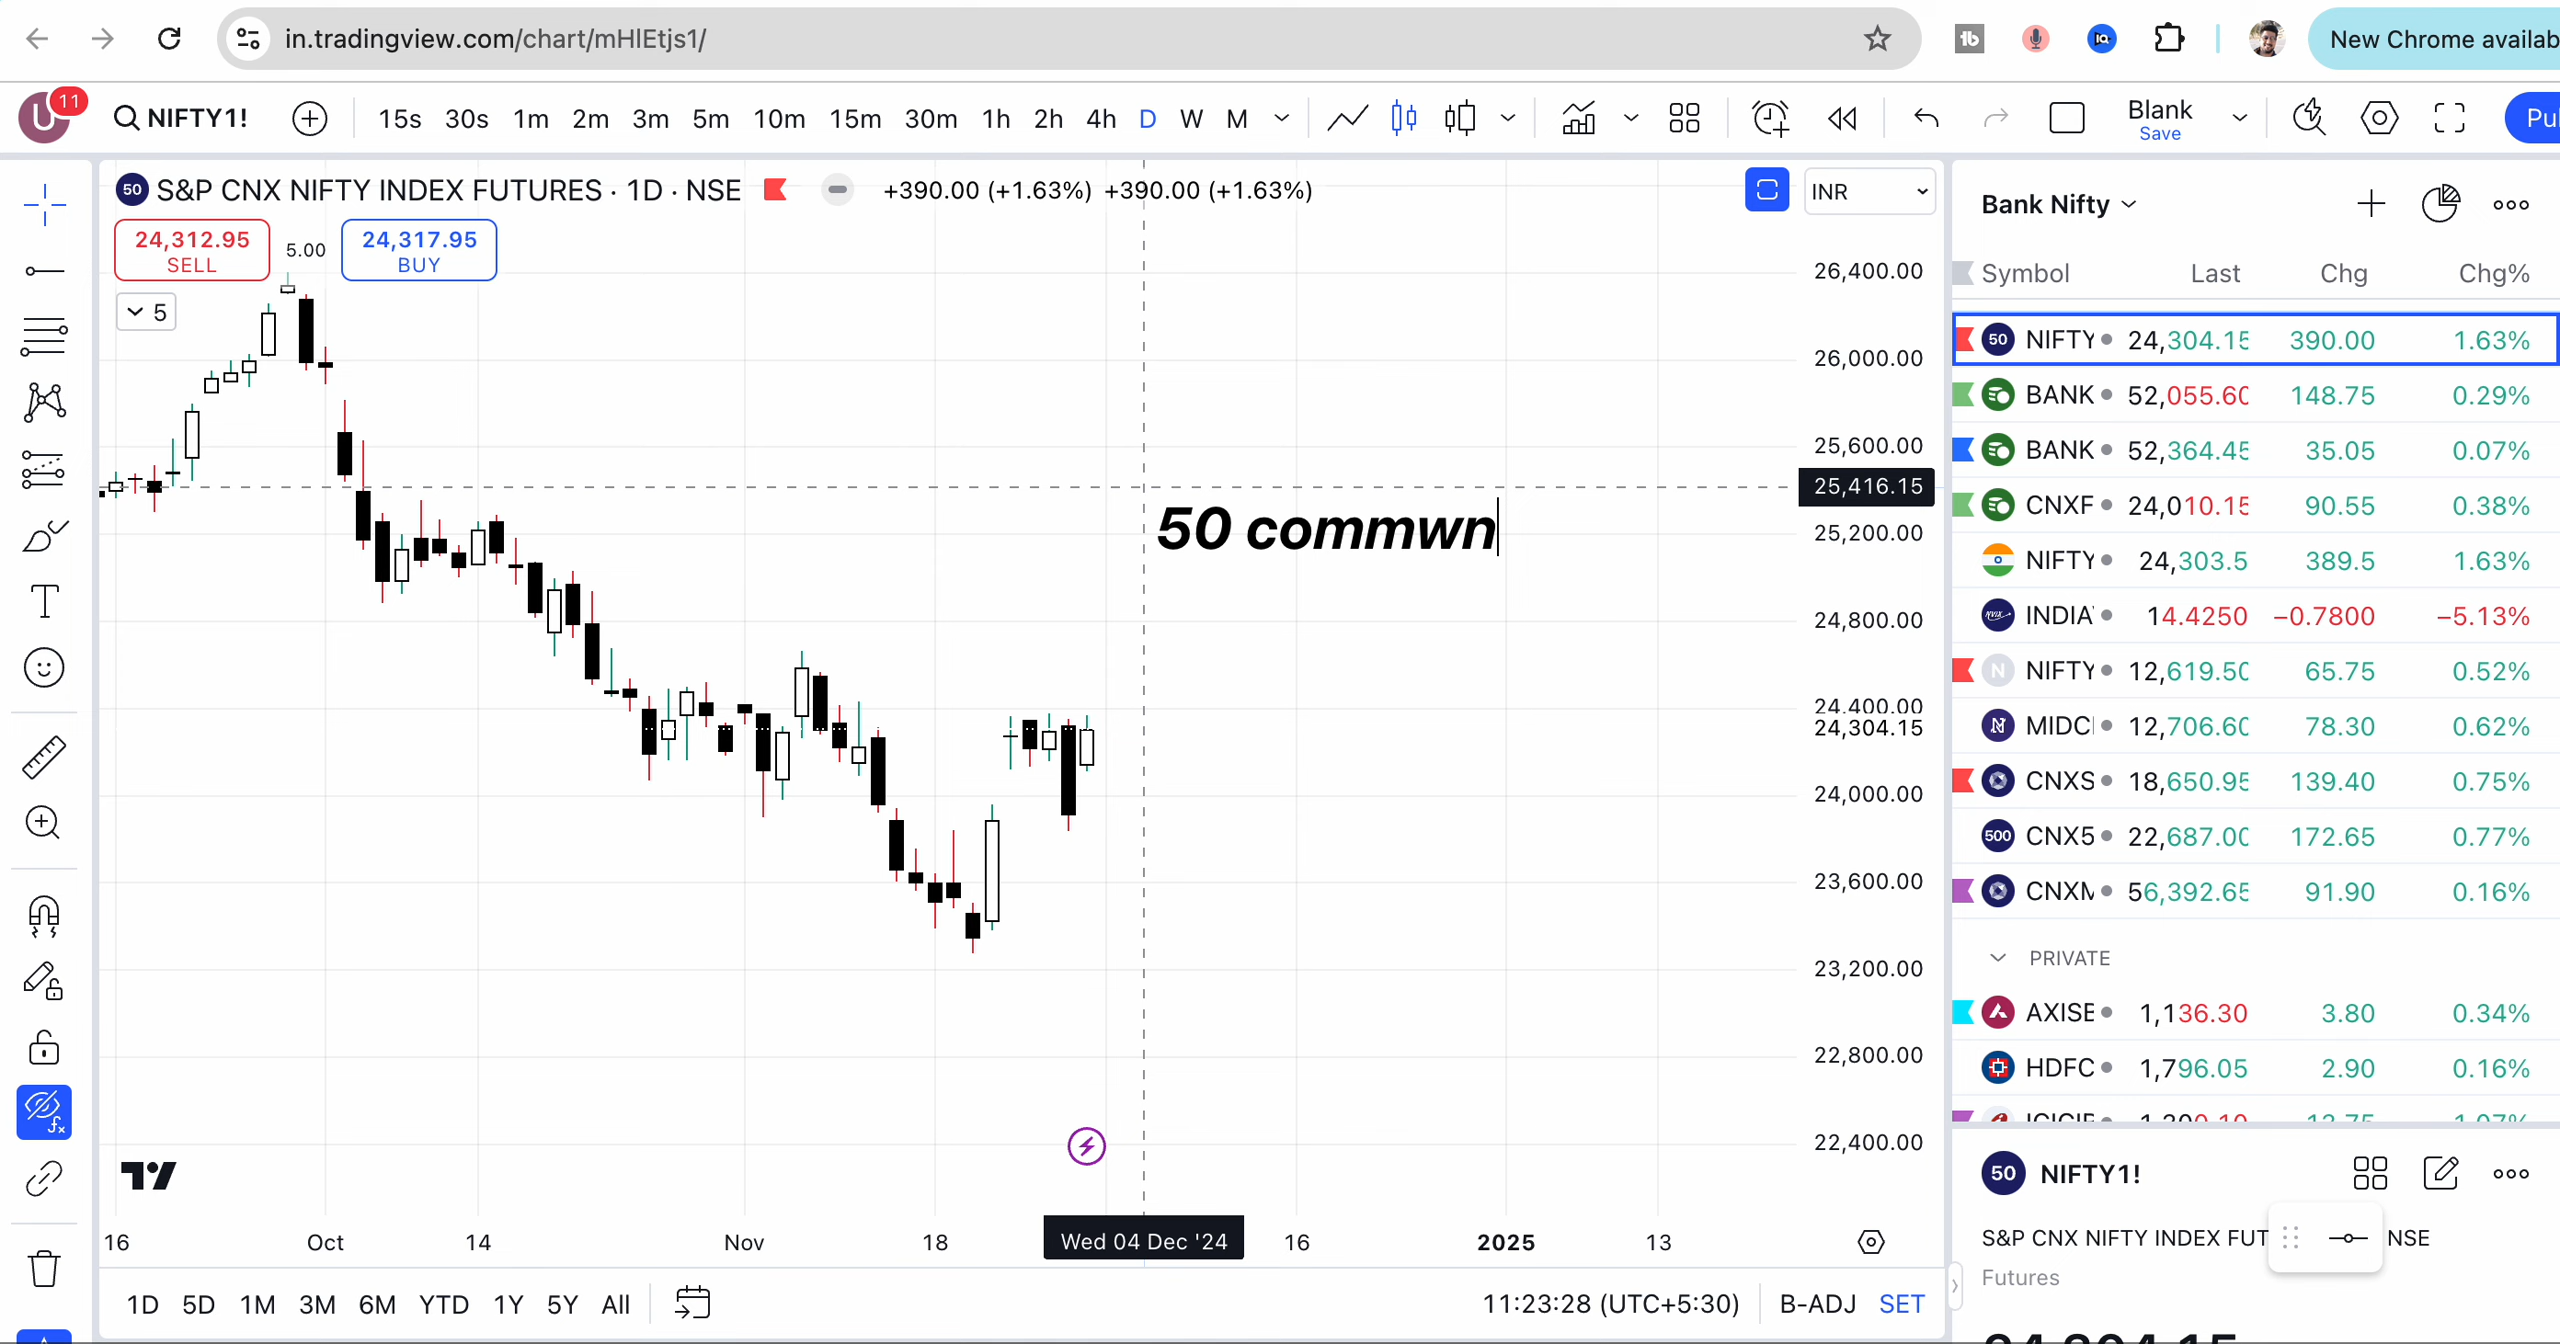 in.tradingview.com/chart/mHlEtjs1/
New Chrome availab
U 11 NIFTY1! 15s 30s 1m 2m 3m 5m 10m 15m 30m 1h 2h 4h D W M Blank Save Pul
50 S&P CNX NIFTY INDEX FUTURES · 1D · NSE +390.00 (+1.63%) +390.00 (+1.63%) INR
24,312.95 SELL 5.00 24,317.95 BUY
5
50 commwn
26,400.00
26,000.00
25,600.00
25,416.15
25,200.00
24,800.00
24,400.00
24,304.15
24,000.00
23,600.00
23,200.00
22,800.00
22,400.00
16 Oct 14 Nov 18 Wed 04 Dec '24 16 2025 13
1D 5D 1M 3M 6M YTD 1Y 5Y All 11:23:28 (UTC+5:30) B-ADJ SET
Bank Nifty
Symbol Last Chg Chg%
50 NIFTY 24,304.15 390.00 1.63%
BANK 52,055.60 148.75 0.29%
BANK 52,364.45 35.05 0.07%
CNXF 24,010.15 90.55 0.38%
NIFTY 24,303.5 389.5 1.63%
INDIA 14.4250 −0.7800 −5.13%
N NIFTY 12,619.50 65.75 0.52%
MIDC 12,706.60 78.30 0.62%
CNXS 18,650.95 139.40 0.75%
500 CNX5 22,687.00 172.65 0.77%
CNXM 56,392.65 91.90 0.16%
PRIVATE
AXISE 1,136.30 3.80 0.34%
HDFC 1,796.05 2.90 0.16%
50 NIFTY1!
S&P CNX NIFTY INDEX FUT NSE
Futures